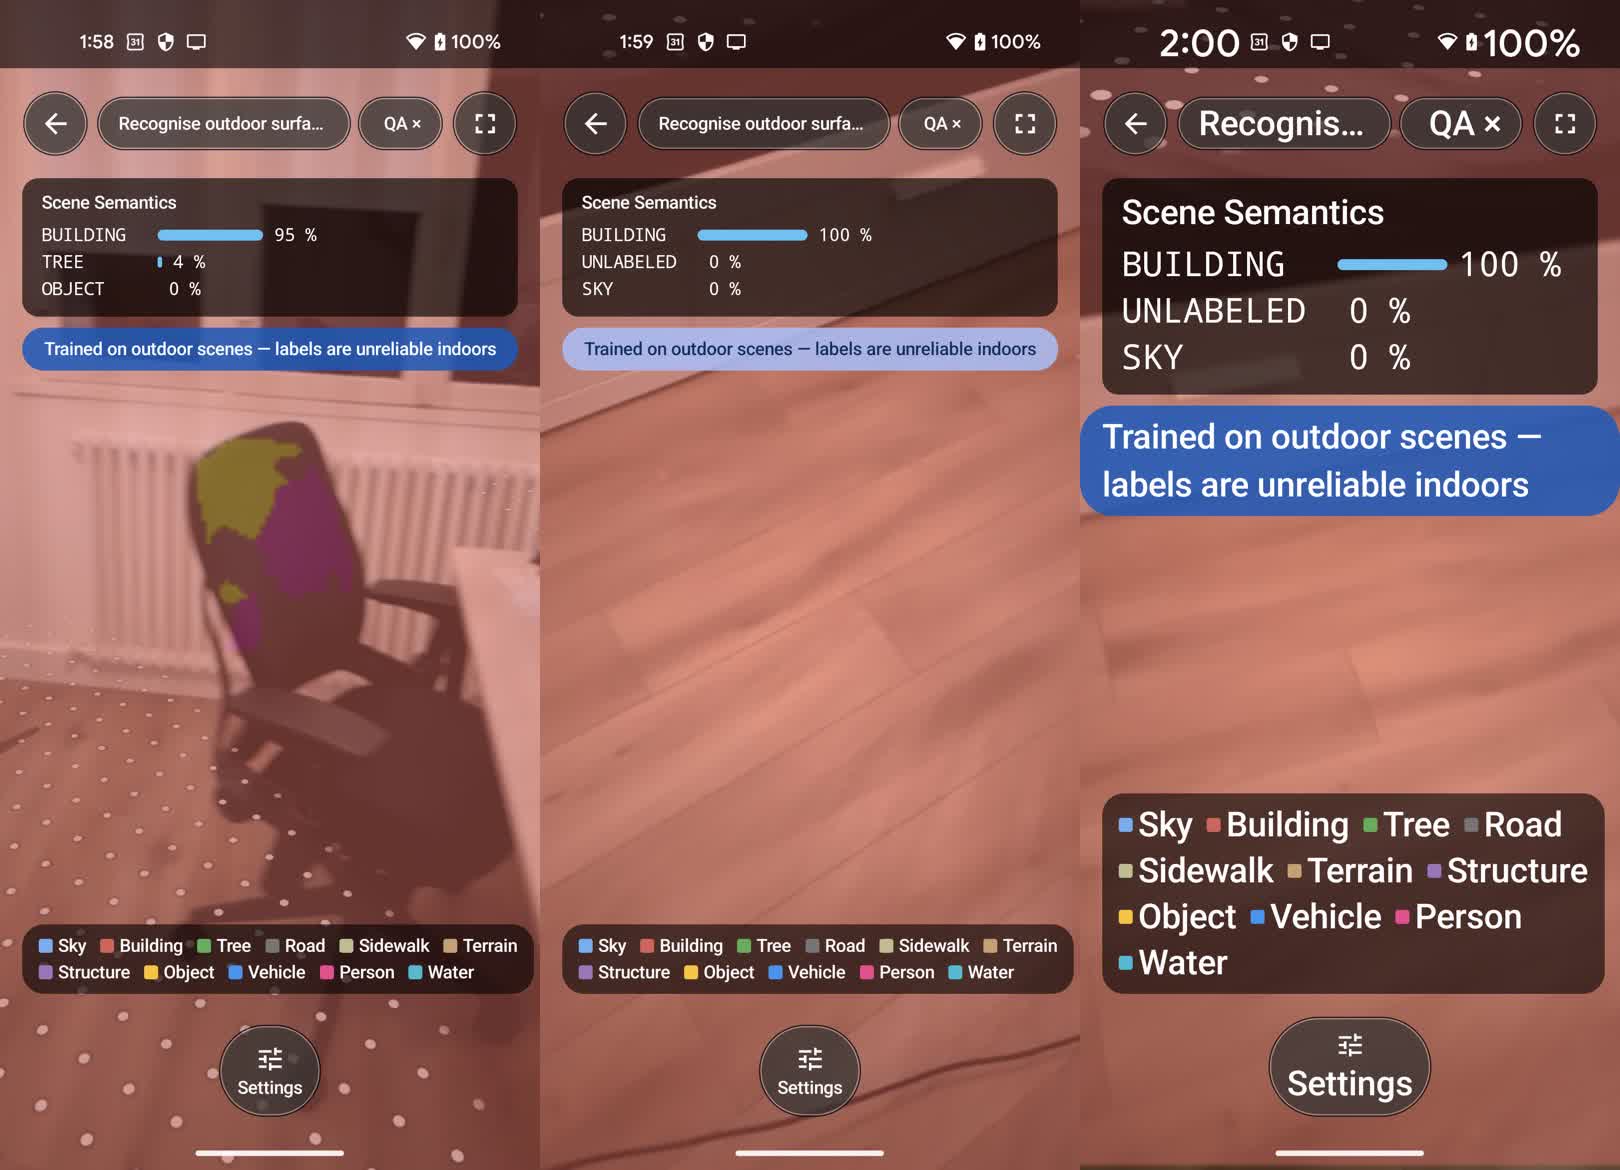 1:58 31 100%
Recognise outdoor surfa... QA ×
Scene Semantics
BUILDING 95 %
TREE 4 %
OBJECT 0 %
Trained on outdoor scenes — labels are unreliable indoors
Sky Building Tree Road Sidewalk Terrain
Structure Object Vehicle Person Water
Settings
1:59 31 100%
Recognise outdoor surfa... QA ×
Scene Semantics
BUILDING 100 %
UNLABELED 0 %
SKY 0 %
Trained on outdoor scenes — labels are unreliable indoors
Sky Building Tree Road Sidewalk Terrain
Structure Object Vehicle Person Water
Settings
2:00 31 100%
Recognis... QA ×
Scene Semantics
BUILDING 100 %
UNLABELED 0 %
SKY 0 %
Trained on outdoor scenes —
labels are unreliable indoors
Sky Building Tree Road
Sidewalk Terrain Structure
Object Vehicle Person
Water
Settings